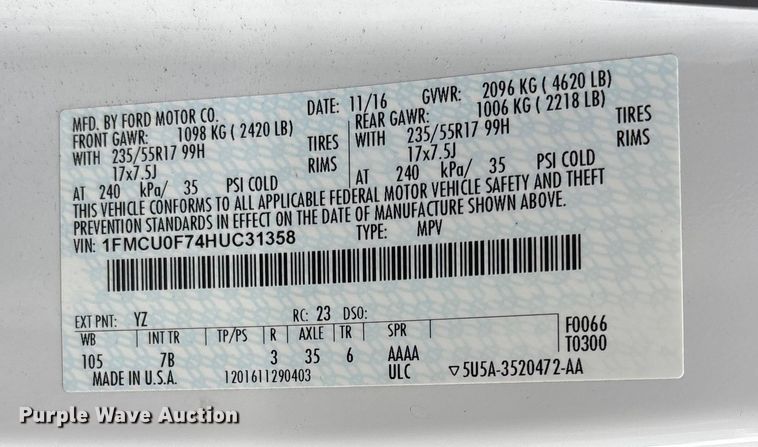 MFD. BY FORD MOTOR CO. DATE: 11/16 GVWR: 2096 KG ( 4620 LB)
FRONT GAWR: 1098 KG ( 2420 LB) REAR GAWR: 1006 KG ( 2218 LB)
WITH 235/55R17 99H TIRES WITH 235/55R17 99H TIRES
17x7.5J RIMS 17x7.5J RIMS
AT 240 kPa/ 35 PSI COLD AT 240 kPa/ 35 PSI COLD
THIS VEHICLE CONFORMS TO ALL APPLICABLE FEDERAL MOTOR VEHICLE SAFETY AND THEFT
PREVENTION STANDARDS IN EFFECT ON THE DATE OF MANUFACTURE SHOWN ABOVE.
VIN: 1FMCU0F74HUC31358 TYPE: MPV
EXT PNT: YZ RC: 23 DSO: F0066
WB INT TR TP/PS R AXLE TR SPR T0300
105 7B 3 35 6 AAAA
MADE IN U.S.A. 1201611290403 ULC ▽5U5A-3520472-AA
Purple Wave Auction